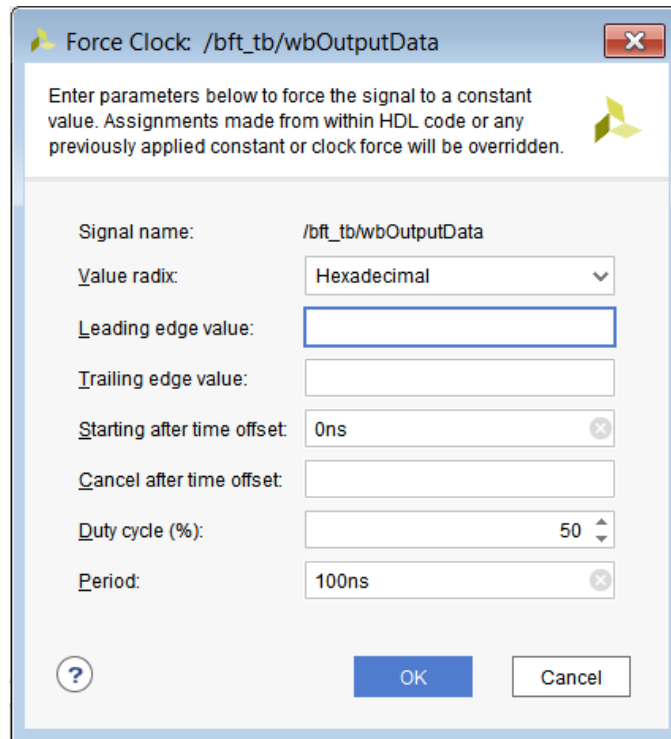 Force Clock: /bft_tb/wbOutputData
Enter parameters below to force the signal to a constant
value. Assignments made from within HDL code or any
previously applied constant or clock force will be overridden.
Signal name: /bft_tb/wbOutputData
Value radix: Hexadecimal
Leading edge value:
Trailing edge value:
Starting after time offset: 0ns
Cancel after time offset:
Duty cycle (%): 50
Period: 100ns
? OK Cancel